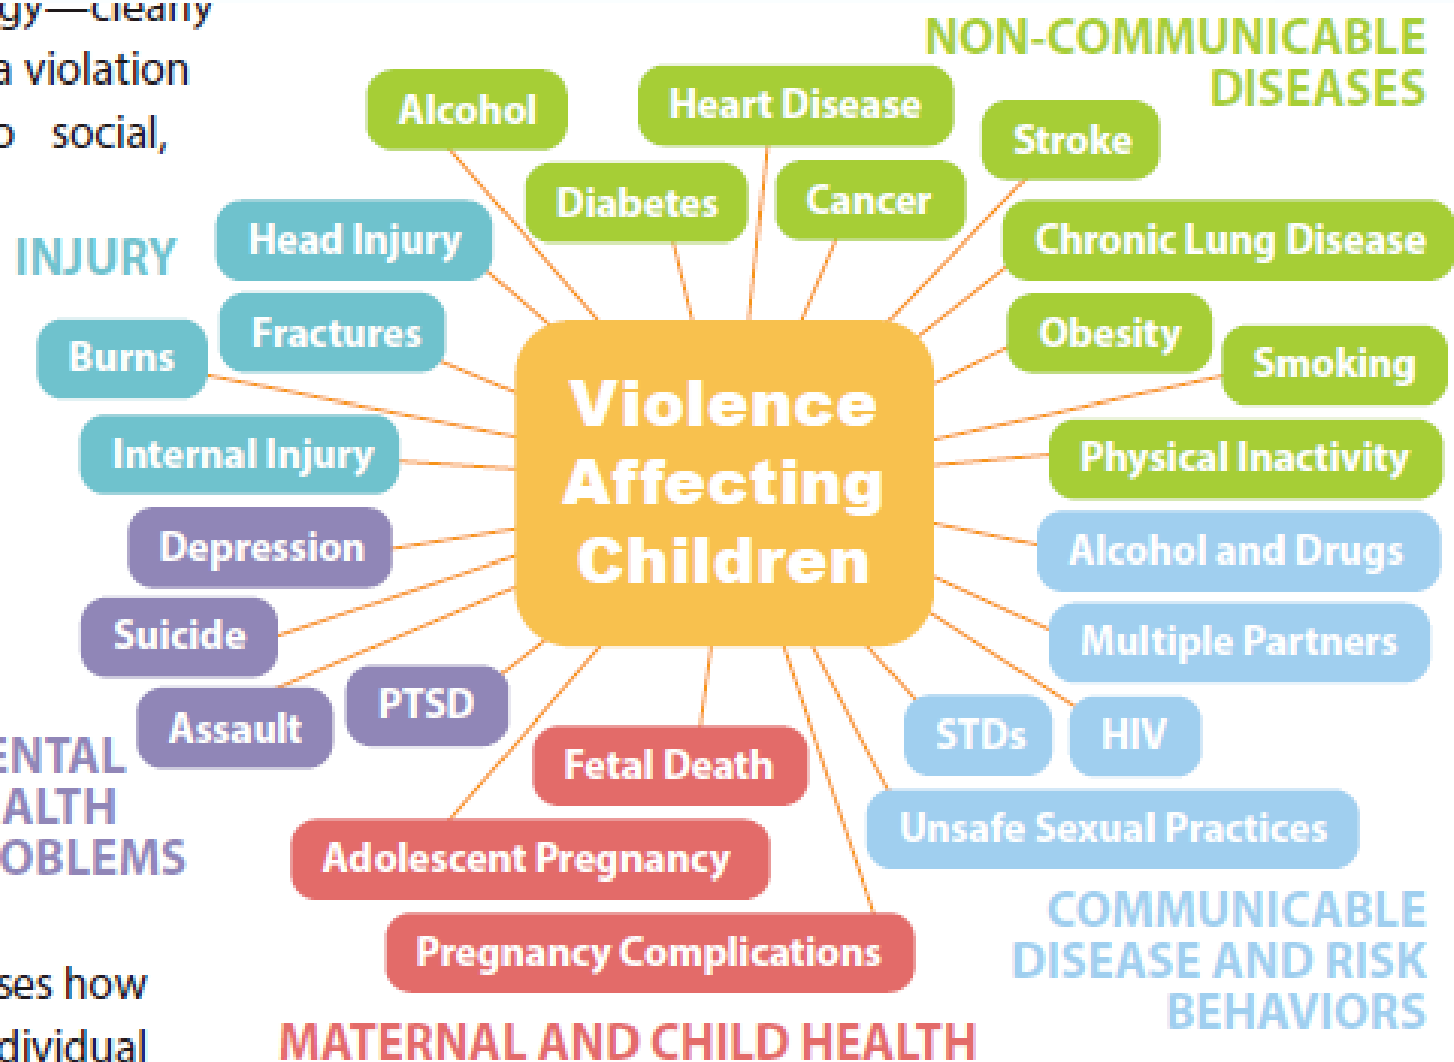 a violation
social,
NON-COMMUNICABLE
DISEASES
Alcohol
Heart Disease
Stroke
Diabetes
Cancer
INJURY
Head Injury
Chronic Lung Disease
Fractures
Burns
Obesity
Smoking
Internal Injury
Physical Inactivity
Violence
Affecting
Children
Depression
Alcohol and Drugs
Suicide
Multiple Partners
Assault
PTSD
STDs
HIV
Fetal Death
Unsafe Sexual Practices
Adolescent Pregnancy
Pregnancy Complications
COMMUNICABLE
DISEASE AND RISK
BEHAVIORS
how
MATERNAL AND CHILD HEALTH